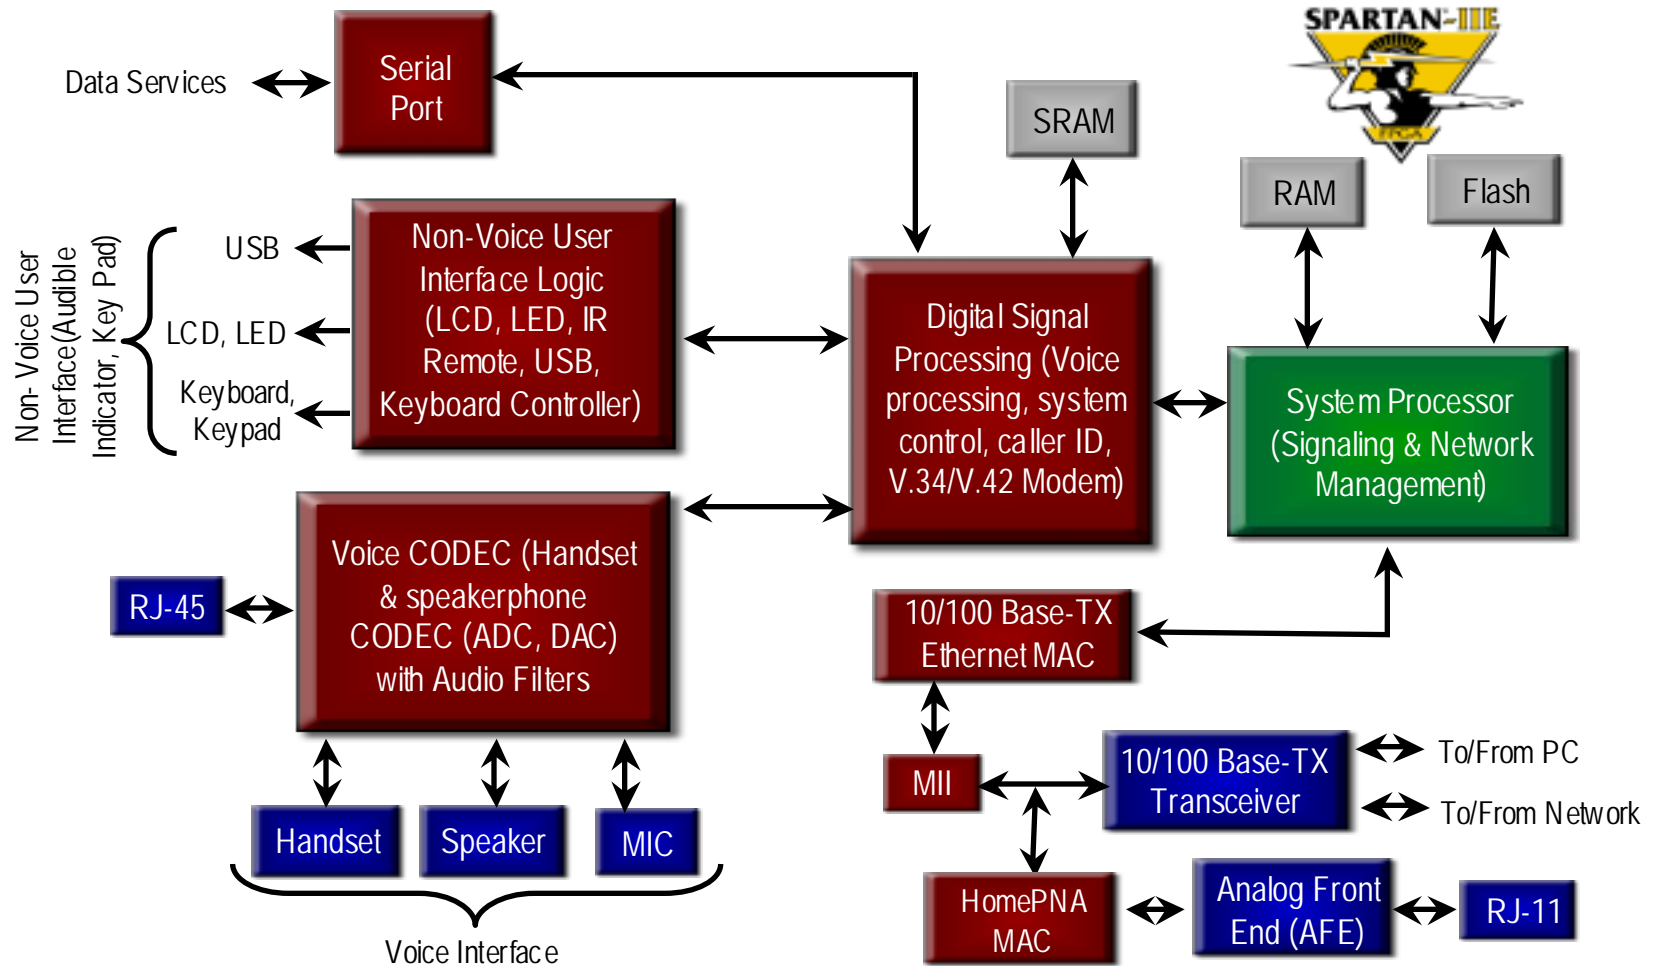 SPARTAN-IIE
FPGA
Data Services
Serial
Port
SRAM
RAM
Flash
Non-Voice User
Interface(Audible
Indicator, Key Pad)
USB
LCD, LED
Keyboard,
Keypad
Non-Voice User
Interface Logic
(LCD, LED, IR
Remote, USB,
Keyboard Controller)
Digital Signal
Processing (Voice
processing, system
control, caller ID,
V.34/V.42 Modem)
System Processor
(Signaling & Network
Management)
RJ-45
Voice CODEC (Handset
& speakerphone
CODEC (ADC, DAC)
with Audio Filters
10/100 Base-TX
Ethernet MAC
MII
10/100 Base-TX
Transceiver
To/From PC
To/From Network
Handset
Speaker
MIC
Voice Interface
HomePNA
MAC
Analog Front
End (AFE)
RJ-11